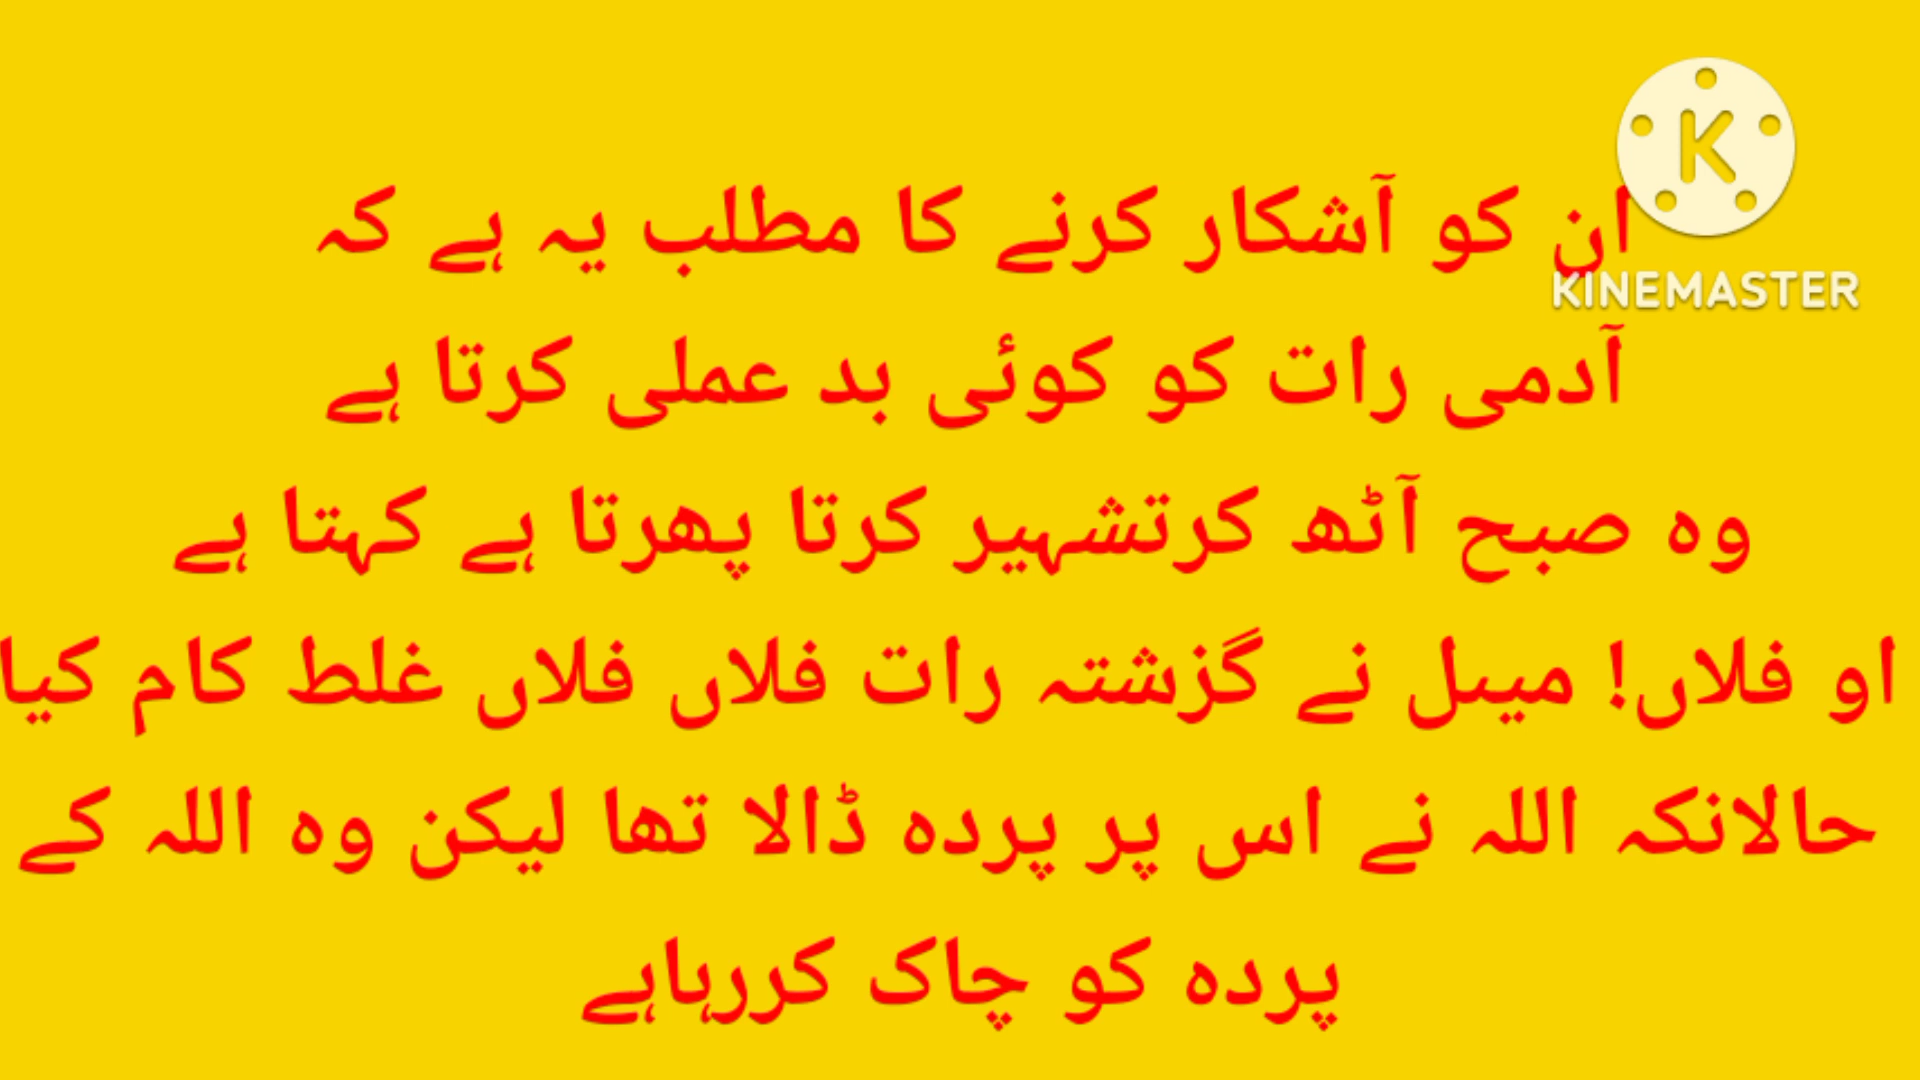 ان کو آشکار کرنے کا مطلب یہ ہے کہ
KINEMASTER
آدمی رات کو کوئی بد عملی کرتا ہے
وہ صبح آٹھ کرتشہیر کرتا پھرتا ہے کہتا ہے
او فلاں! میںل نے گزشتہ رات فلاں فلاں غلط کام کیا
حالانکہ اللہ نے اس پر پردہ ڈالا تھا لیکن وہ اللہ کے
پردہ کو چاک کررہاہے